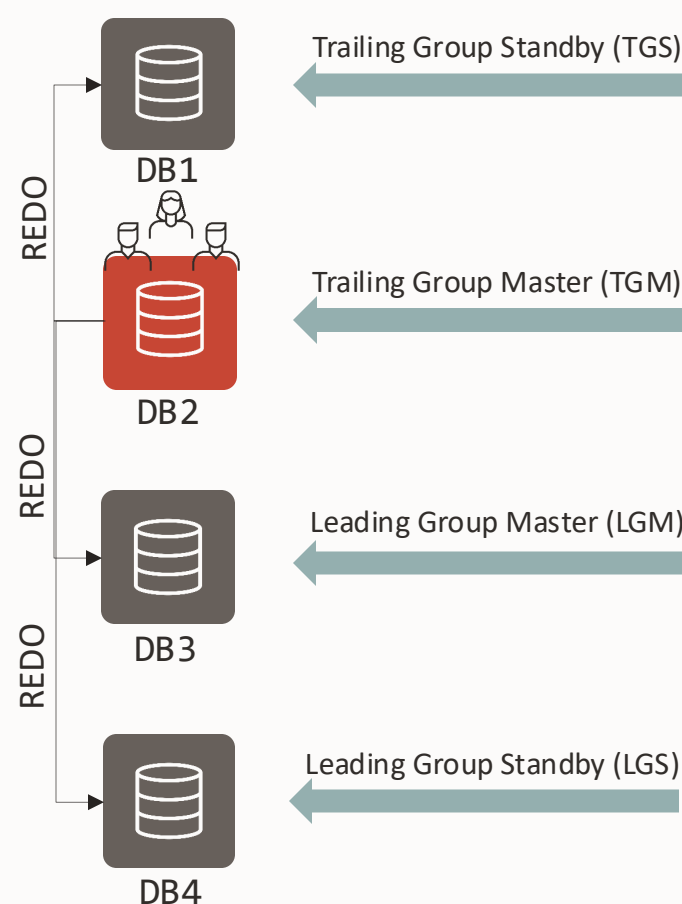 Trailing Group Standby (TGS)
DB1
REDO
Trailing Group Master (TGM)
DB2
REDO
Leading Group Master (LGM)
DB3
REDO
Leading Group Standby (LGS)
DB4